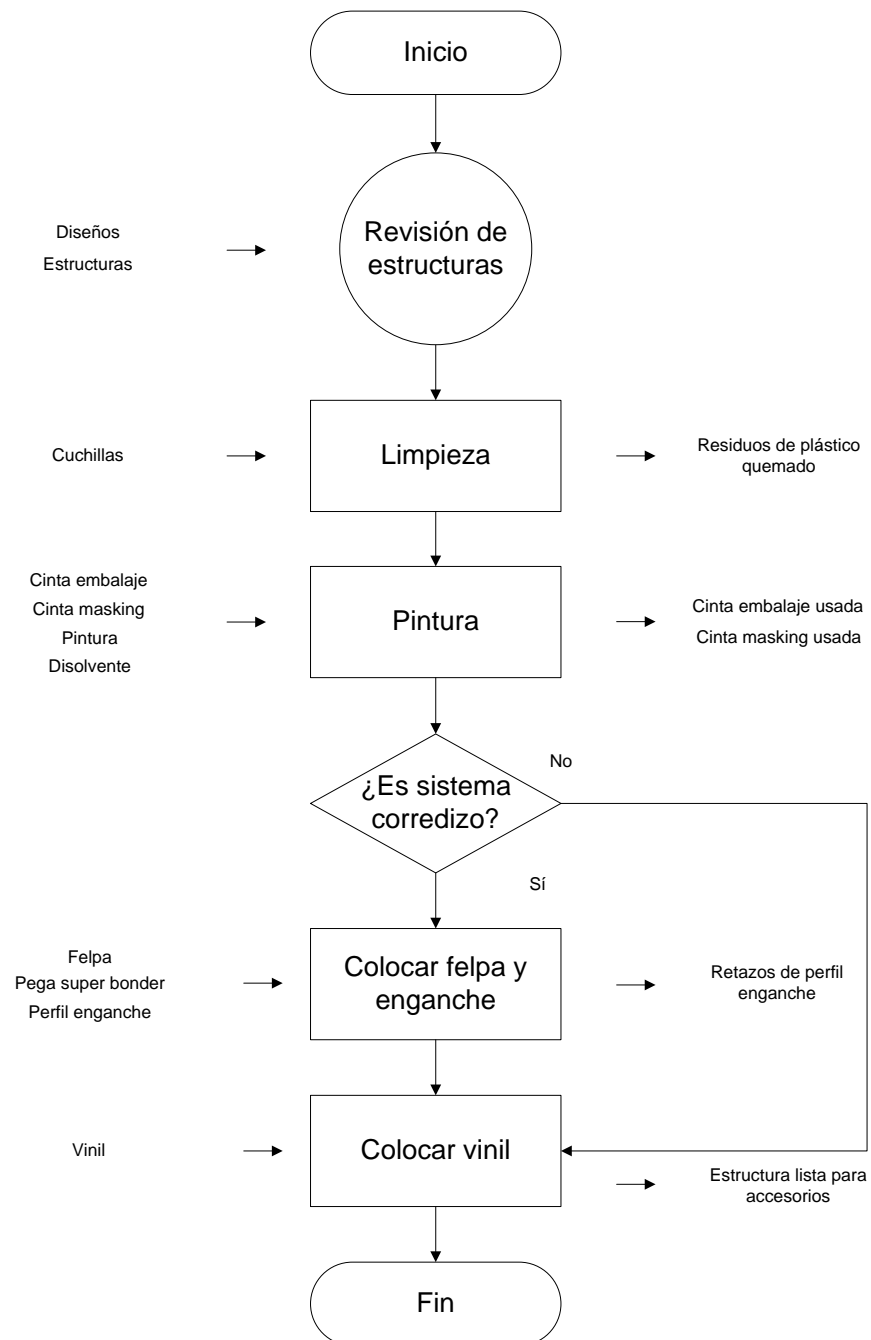 Inicio
Diseños
Estructuras
Revisión de
estructuras
Cuchillas
Limpieza
Residuos de plástico
quemado
Cinta embalaje
Cinta masking
Pintura
Disolvente
Pintura
Cinta embalaje usada
Cinta masking usada
¿Es sistema
corredizo?
No
Sí
Felpa
Pega super bonder
Perfil enganche
Colocar felpa y
enganche
Retazos de perfil
enganche
Vinil
Colocar vinil
Estructura lista para
accesorios
Fin